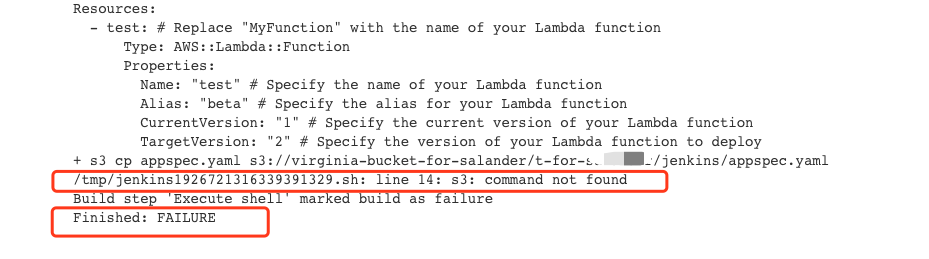 Resources:
- test: # Replace "MyFunction" with the name of your Lambda function
Type: AWS::Lambda::Function
Properties:
Name: "test" # Specify the name of your Lambda function
Alias: "beta" # Specify the alias for your Lambda function
CurrentVersion: "1" # Specify the current version of your Lambda function
TargetVersion: "2" # Specify the version of your Lambda function to deploy
+ s3 cp appspec.yaml s3://virginia-bucket-for-salander/t-for-s /jenkins/appspec.yaml
/tmp/jenkins1926721316339391329.sh: line 14: s3: command not found
Build step 'Execute shell' marked build as failure
Finished: FAILURE